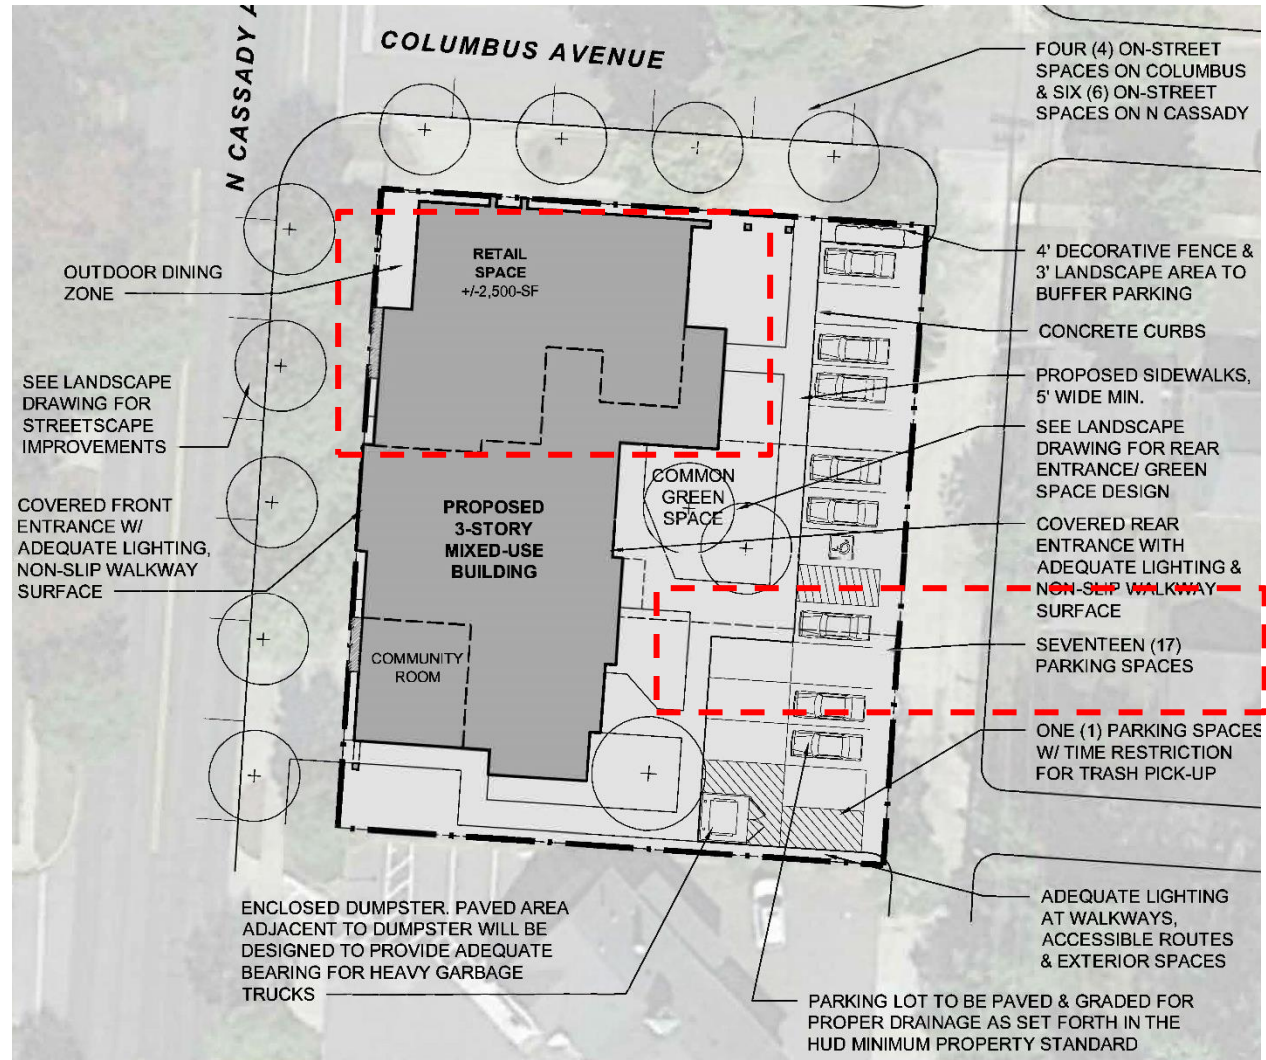 COLUMBUS AVENUE
N CASSADY A
FOUR (4) ON-STREET
SPACES ON COLUMBUS
& SIX (6) ON-STREET
SPACES ON N CASSADY
OUTDOOR DINING
ZONE
RETAIL
SPACE
+/-2,500-SF
4' DECORATIVE FENCE &
3' LANDSCAPE AREA TO
BUFFER PARKING
CONCRETE CURBS
SEE LANDSCAPE
DRAWING FOR
STREETSCAPE
IMPROVEMENTS
PROPOSED SIDEWALKS,
5' WIDE MIN.
SEE LANDSCAPE
DRAWING FOR REAR
ENTRANCE/ GREEN
SPACE DESIGN
COMMON
GREEN
SPACE
COVERED FRONT
ENTRANCE W/
ADEQUATE LIGHTING,
NON-SLIP WALKWAY
SURFACE
PROPOSED
3-STORY
MIXED-USE
BUILDING
COVERED REAR
ENTRANCE WITH
ADEQUATE LIGHTING &
NON-SLIP WALKWAY
SURFACE
SEVENTEEN (17)
PARKING SPACES
COMMUNITY
ROOM
ONE (1) PARKING SPACES
W/ TIME RESTRICTION
FOR TRASH PICK-UP
ENCLOSED DUMPSTER. PAVED AREA
ADJACENT TO DUMPSTER WILL BE
DESIGNED TO PROVIDE ADEQUATE
BEARING FOR HEAVY GARBAGE
TRUCKS
ADEQUATE LIGHTING
AT WALKWAYS,
ACCESSIBLE ROUTES
& EXTERIOR SPACES
PARKING LOT TO BE PAVED & GRADED FOR
PROPER DRAINAGE AS SET FORTH IN THE
HUD MINIMUM PROPERTY STANDARD